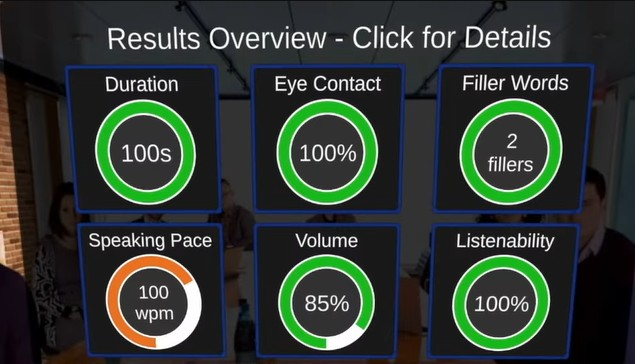 Results Overview - Click for Details
Duration
100s
Eye Contact
100%
Filler Words
2
fillers
Speaking Pace
100
wpm
Volume
85%
Listenability
100%